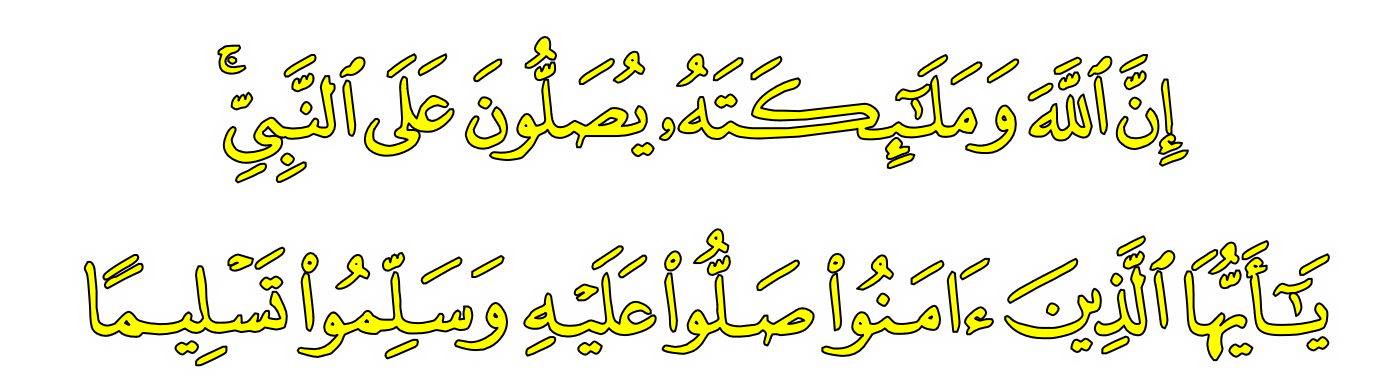 إِنَّ ٱللَّهَ وَمَلَـٰٓئِكَتَهُۥ يُصَلُّونَ عَلَى ٱلنَّبِىِّ ۚ
يَـٰٓأَيُّهَا ٱلَّذِينَ ءَامَنُوا۟ صَلُّوا۟ عَلَيْهِ وَسَلِّمُوا۟ تَسْلِيمًا